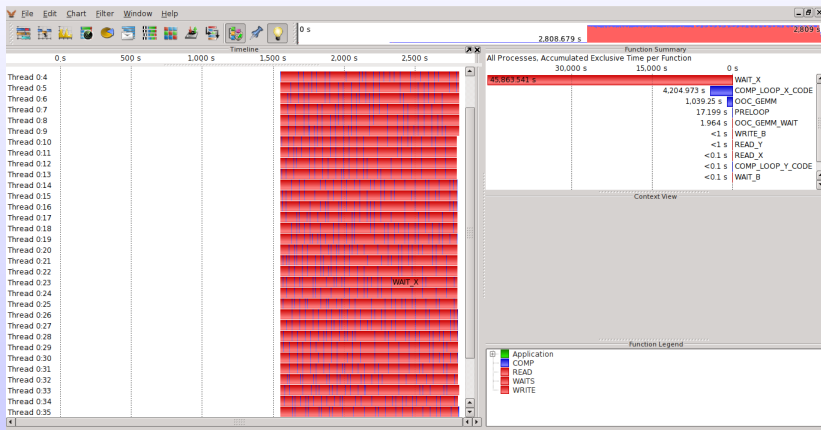 File Edit Chart Filter Window Help
0 s
2,808.679 s
2,809 s
Timeline
0 s 500 s 1,000 s 1,500 s 2,000 s 2,500 s
Thread 0:4
Thread 0:5
Thread 0:6
Thread 0:7
Thread 0:8
Thread 0:9
Thread 0:10
Thread 0:11
Thread 0:12
Thread 0:13
Thread 0:14
Thread 0:15
Thread 0:16
Thread 0:17
Thread 0:18
Thread 0:19
Thread 0:20
Thread 0:21
Thread 0:22
Thread 0:23
WAIT_X
Thread 0:24
Thread 0:25
Thread 0:26
Thread 0:27
Thread 0:28
Thread 0:29
Thread 0:30
Thread 0:31
Thread 0:32
Thread 0:33
Thread 0:34
Thread 0:35
Function Summary
All Processes, Accumulated Exclusive Time per Function
30,000 s 15,000 s 0 s
45,863.541 s WAIT_X
4,204.973 s COMP_LOOP_X_CODE
1,039.25 s OOC_GEMM
17.199 s PRELOOP
1.964 s OOC_GEMM_WAIT
<1 s WRITE_B
<1 s READ_Y
<0.1 s READ_X
<0.1 s COMP_LOOP_Y_CODE
<0.1 s WAIT_B
Context View
Function Legend
Application
COMP
READ
WAITS
WRITE